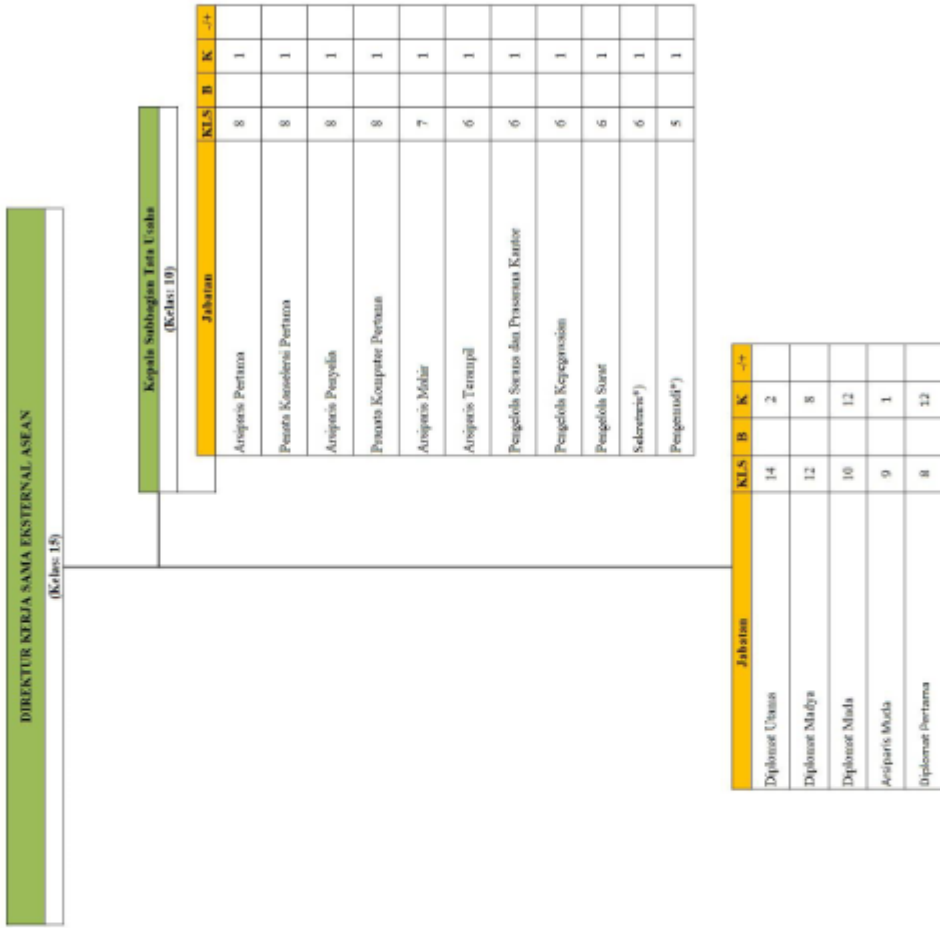 DIREKTUR KERJA SAMA EKSTERNAL ASEAN
(Kelas: 15)
Kepala Subbagian Tata Usaha
(Kelas: 10)
Jabatan KLS B K -/+
Arsiparis Pertama 8 1
Penata Kanselerai Pertama 8 1
Arsiparis Penyelia 8 1
Pranata Komputer Pertama 8 1
Arsiparis Mahir 7 1
Arsiparis Terampil 6 1
Pengelola Sarana dan Prasarana Kantor 6 1
Pengelola Kepegawaian 6 1
Pengelola Surat 6 1
Sekretaris*) 6 1
Pengemudi*) 5 1
Jabatan KLS B K -/+
Diplomat Utama 14 2
Diplomat Madya 12 8
Diplomat Muda 10 12
Arsiparis Muda 9 1
Diplomat Pertama 8 12